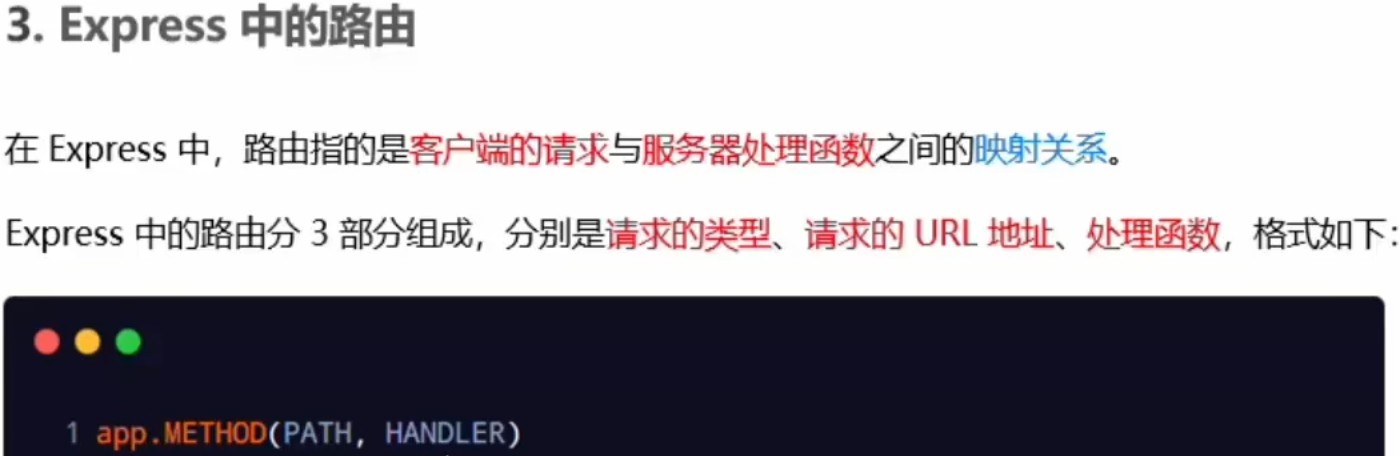 3. Express 中的路由
在 Express 中，路由指的是客户端的请求与服务器处理函数之间的映射关系。
Express 中的路由分 3 部分组成，分别是请求的类型、请求的 URL 地址、处理函数，格式如下：
1 app.METHOD(PATH, HANDLER)